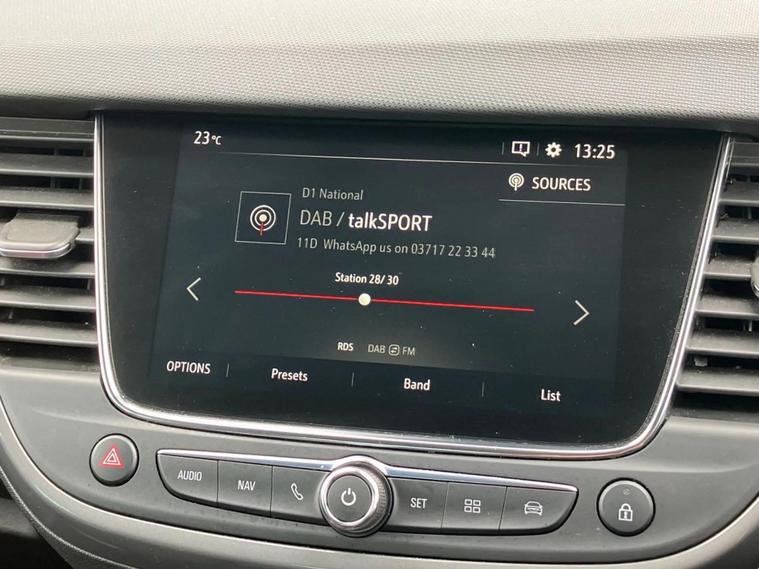 23°C
13:25
SOURCES
D1 National
DAB / talkSPORT
11D WhatsApp us on 03717 22 33 44
Station 28/30
RDS DAB FM
OPTIONS Presets Band List
AUDIO NAV SET